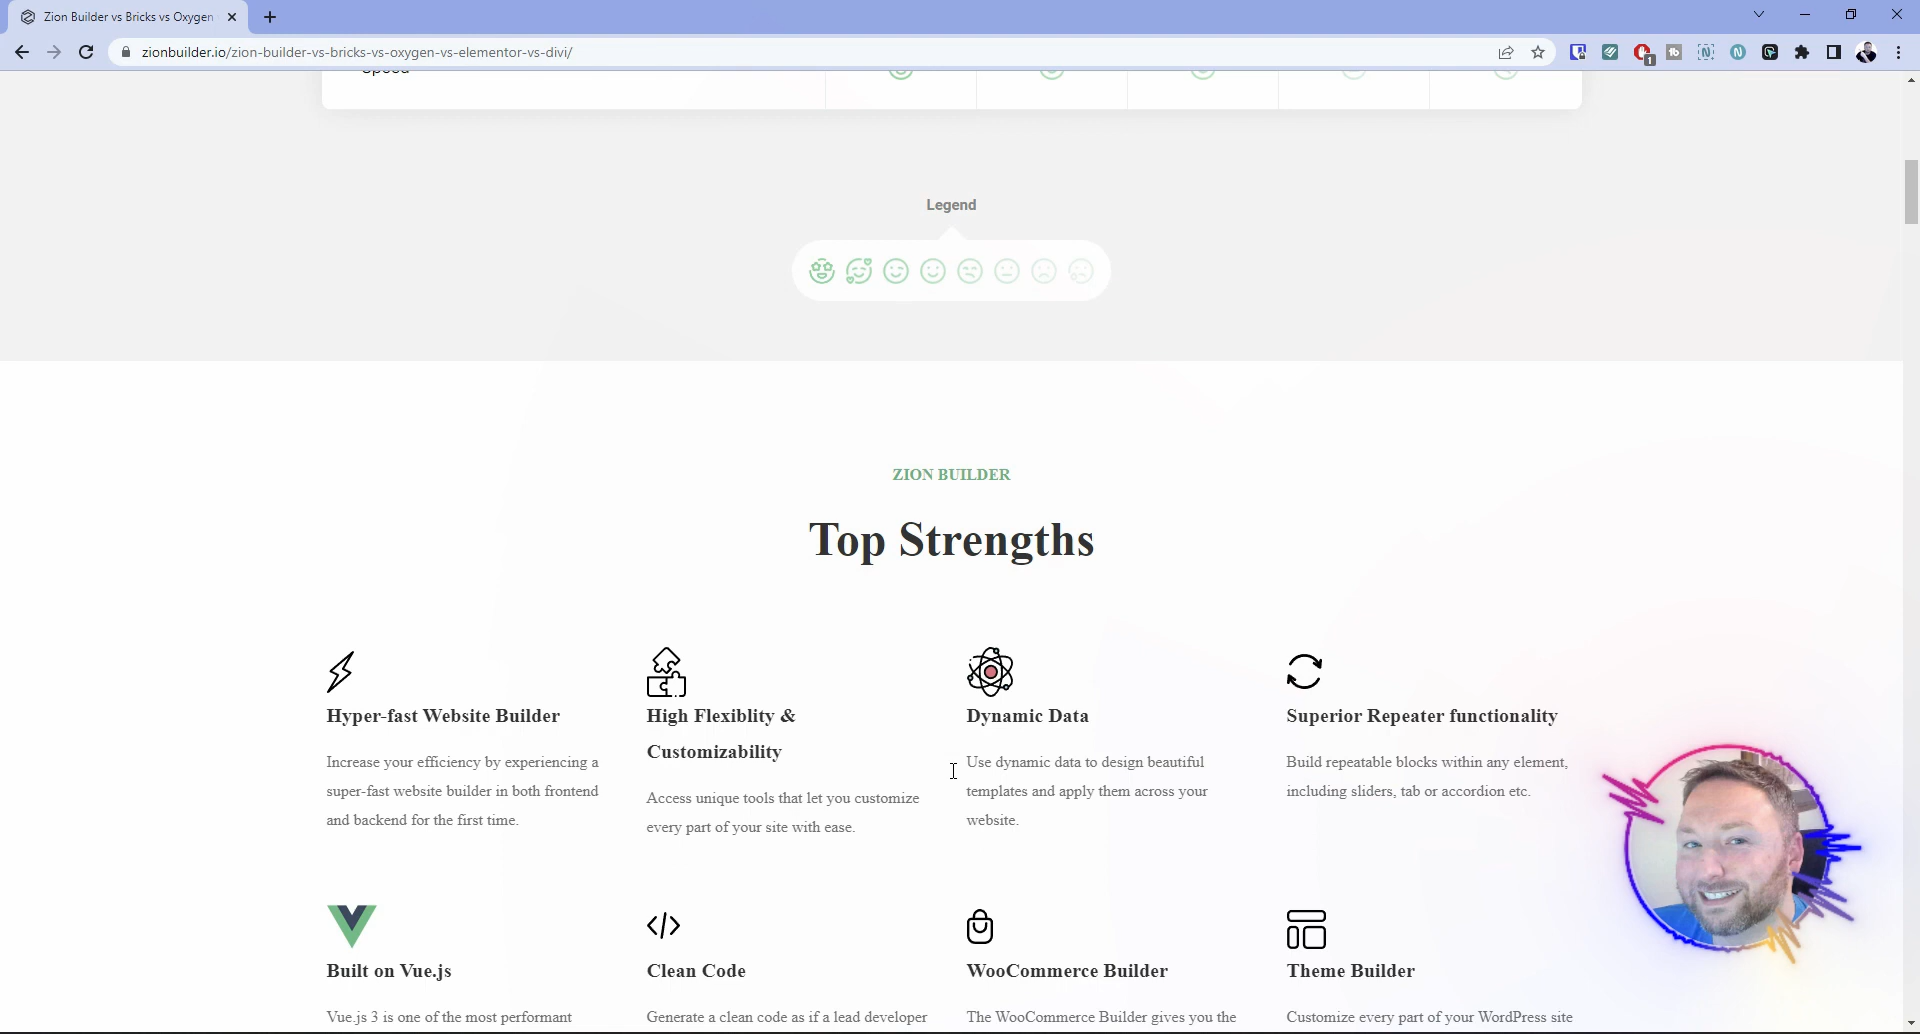 Zion Builder vs Bricks vs Oxygen
zionbuilder.io/zion-builder-vs-bricks-vs-oxygen-vs-elementor-vs-divi/
1
Speed
Legend
ZION BUILDER
Top Strengths
Hyper-fast Website Builder
Increase your efficiency by experiencing a
super-fast website builder in both frontend
and backend for the first time.
High Flexiblity &
Customizability
Access unique tools that let you customize
every part of your site with ease.
Dynamic Data
Use dynamic data to design beautiful
templates and apply them across your
website.
Superior Repeater functionality
Build repeatable blocks within any element,
including sliders, tab or accordion etc.
Built on Vue.js
Vue.js 3 is one of the most performant
Clean Code
Generate a clean code as if a lead developer
WooCommerce Builder
The WooCommerce Builder gives you the
Theme Builder
Customize every part of your WordPress site